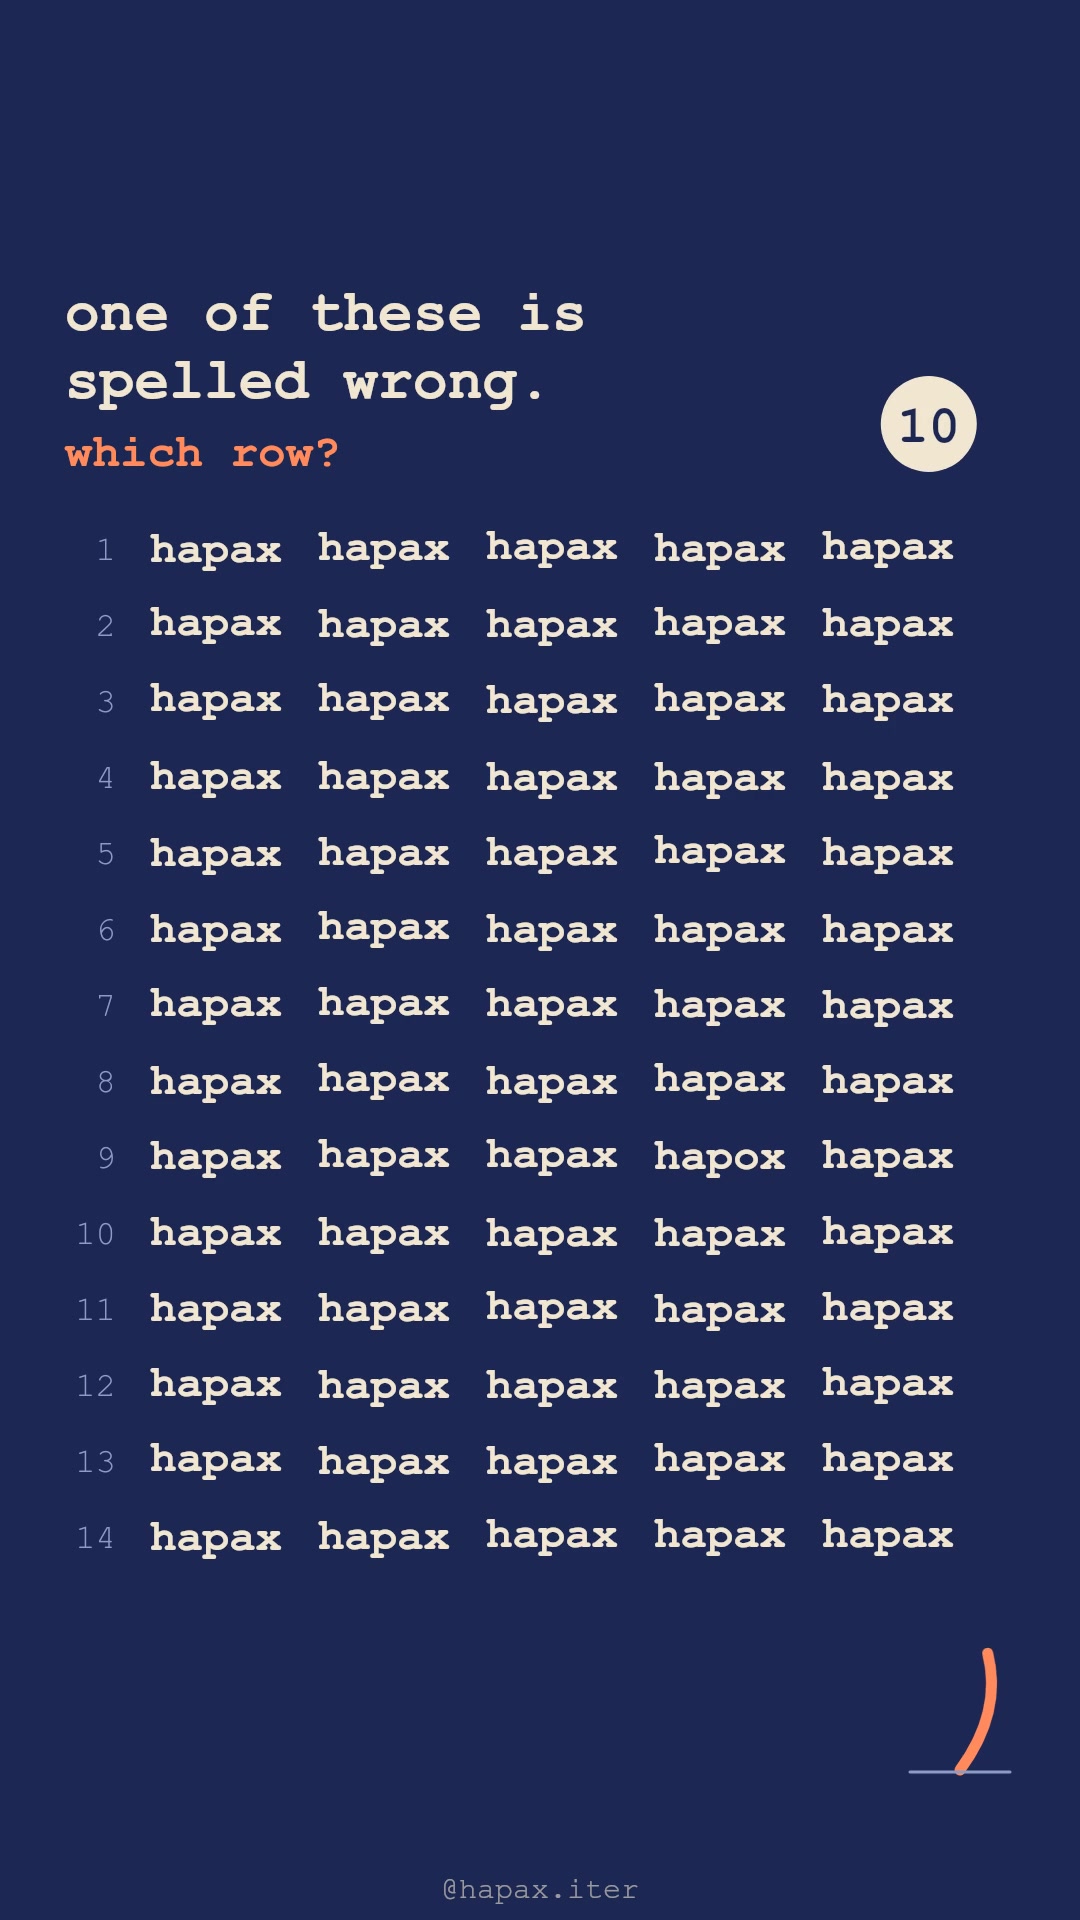 one of these is
spelled wrong.
which row?
10
1 hapax hapax hapax hapax hapax
2 hapax hapax hapax hapax hapax
3 hapax hapax hapax hapax hapax
4 hapax hapax hapax hapax hapax
5 hapax hapax hapax hapax hapax
6 hapax hapax hapax hapax hapax
7 hapax hapax hapax hapax hapax
8 hapax hapax hapax hapax hapax
9 hapax hapax hapax hapox hapax
10 hapax hapax hapax hapax hapax
11 hapax hapax hapax hapax hapax
12 hapax hapax hapax hapax hapax
13 hapax hapax hapax hapax hapax
14 hapax hapax hapax hapax hapax
@hapax.iter